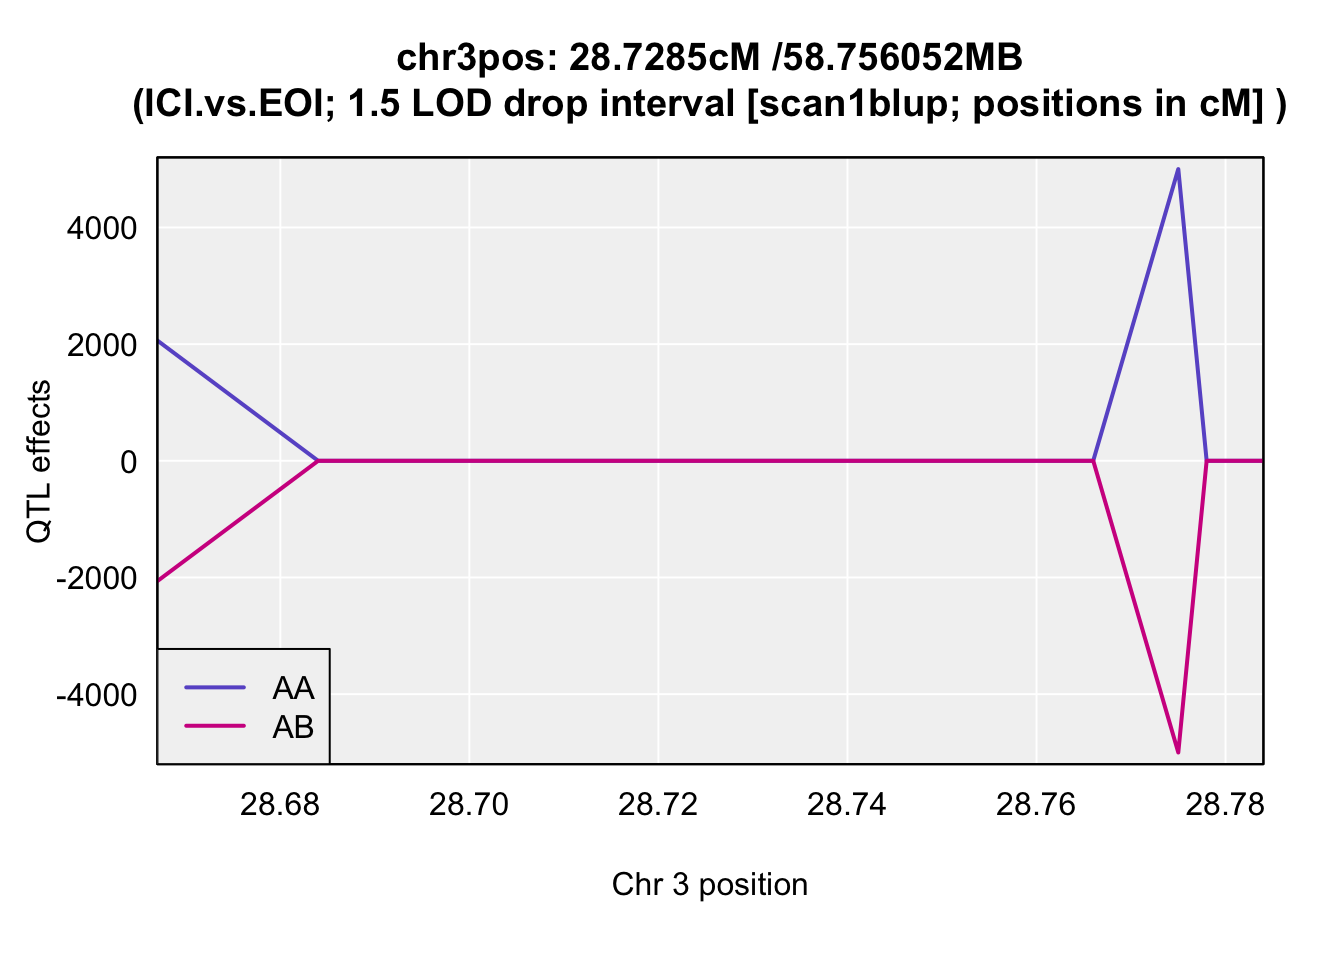 chr3pos: 28.7285cM /58.756052MB
(ICI.vs.EOI; 1.5 LOD drop interval [scan1blup; positions in cM] )
QTL effects
4000
2000
0
-2000
-4000
AA
AB
28.68 28.70 28.72 28.74 28.76 28.78
Chr 3 position